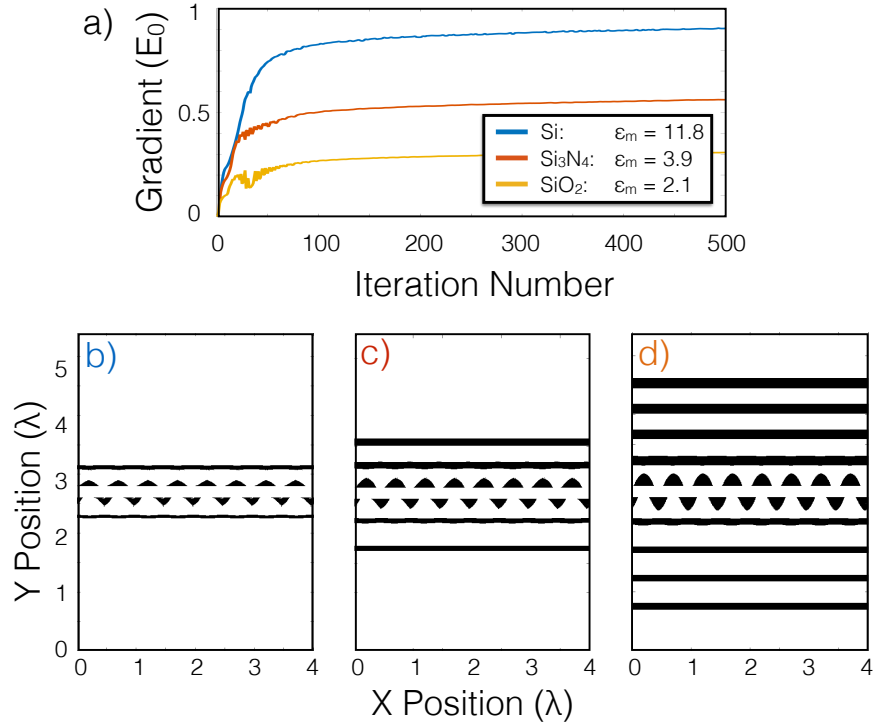 a)
Gradient (E₀)
1
0.5
0
Si: εₘ = 11.8
Si₃N₄: εₘ = 3.9
SiO₂: εₘ = 2.1
0 100 200 300 400 500
Iteration Number
b) c) d)
Y Position (λ)
5
4
3
2
1
0
0 1 2 3 4 0 1 2 3 4 0 1 2 3 4
X Position (λ)